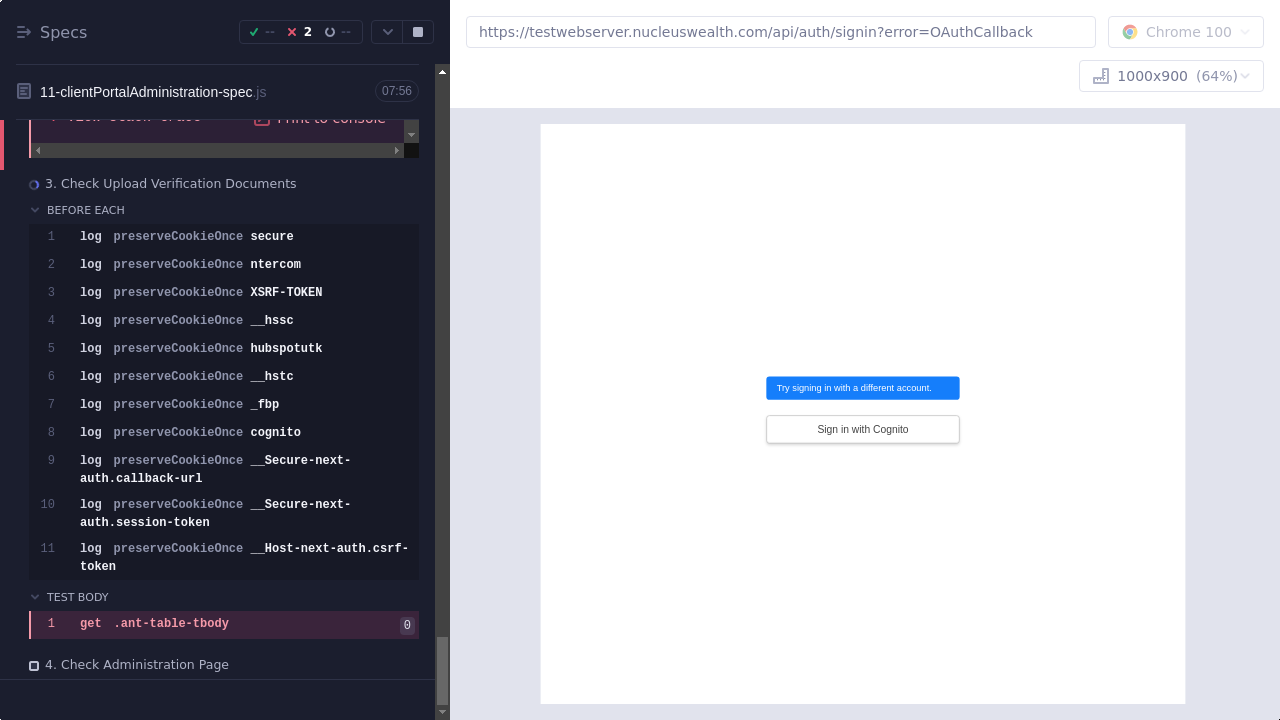 Specs
-- 2 --
11-clientPortalAdministration-spec.js 07:56
View stack trace Print to console
3. Check Upload Verification Documents
BEFORE EACH
1 log preserveCookieOnce secure
2 log preserveCookieOnce ntercom
3 log preserveCookieOnce XSRF-TOKEN
4 log preserveCookieOnce __hssc
5 log preserveCookieOnce hubspotutk
6 log preserveCookieOnce __hstc
7 log preserveCookieOnce _fbp
8 log preserveCookieOnce cognito
9 log preserveCookieOnce __Secure-next-
auth.callback-url
10 log preserveCookieOnce __Secure-next-
auth.session-token
11 log preserveCookieOnce __Host-next-auth.csrf-
token
TEST BODY
1 get .ant-table-tbody 0
4. Check Administration Page
https://testwebserver.nucleuswealth.com/api/auth/signin?error=OAuthCallback
Chrome 100
1000x900 (64%)
Try signing in with a different account.
Sign in with Cognito